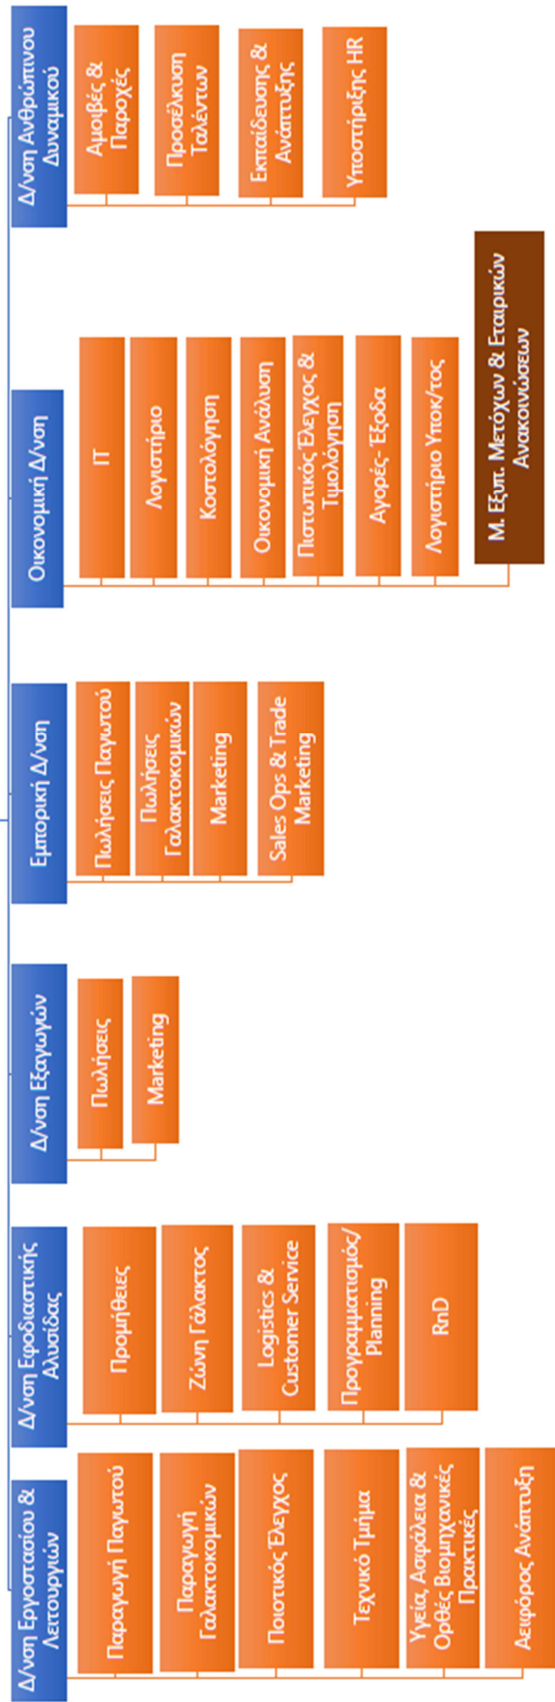 Δ/νση Εργοστασίου &
Λειτουργιών
Παραγωγή Παγωτού
Παραγωγή
Γαλακτοκομικών
Ποιοτικός Έλεγχος
Τεχνικό Τμήμα
Υγείας Ασφάλεια &
Ορθές Βιομηχανικές
Πρακτικές
Αειφόρος Ανάπτυξη
Δ/νση Εφοδιαστικής
Αλυσίδας
Προμήθειες
Ζώνη Γάλακτος
Logistics &
Customer Service
Προγραμματισμός/
Planning
RnD
Δ/νση Εξαγωγών
Πωλήσεις
Marketing
Εμπορική Δ/νση
Πωλήσεις Παγωτού
Πωλήσεις
Γαλακτοκομικών
Marketing
Sales Ops & Trade
Marketing
Οικονομική Δ/νση
IT
Λογιστήριο
Κοστολόγηση
Οικονομική Ανάλυση
Πιστωτικός Έλεγχος &
Τιμολόγηση
Αγορές- Έξοδα
Λογιστήριο Υποκ/τος
Μ. Εξυπ. Μετόχων & Εταιρικών
Ανακοινώσεων
Δ/νση Ανθρώπινου
Δυναμικού
Αμοιβές &
Παροχές
Προσέλκυση
Ταλέντων
Εκπαίδευσης &
Ανάπτυξης
Υποστήριξης HR